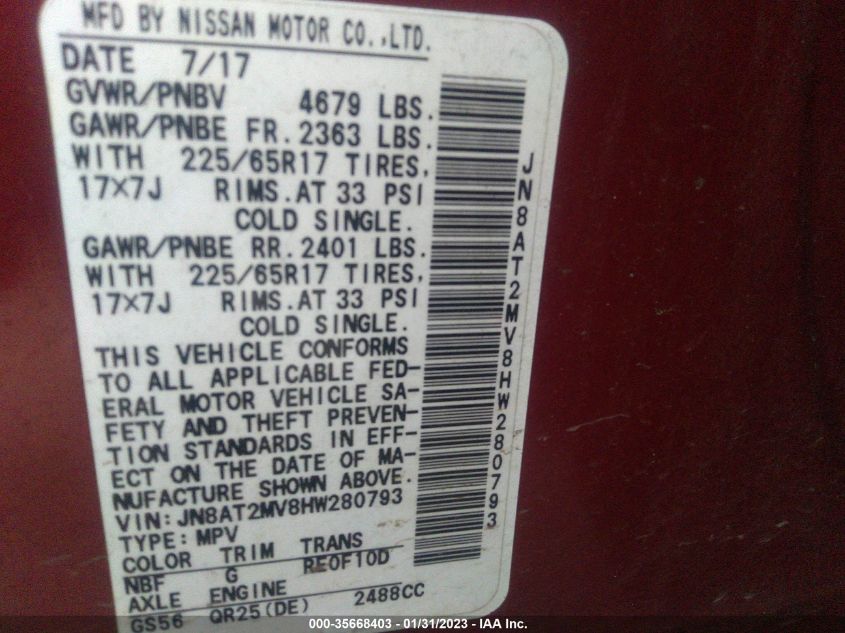 MFD BY NISSAN MOTOR CO.,LTD.
DATE 7/17
GVWR/PNBV 4679 LBS.
GAWR/PNBE FR. 2363 LBS.
WITH 225/65R17 TIRES,
17×7J RIMS.AT 33 PSI
COLD SINGLE.
GAWR/PNBE RR. 2401 LBS.
WITH 225/65R17 TIRES,
17×7J RIMS.AT 33 PSI
COLD SINGLE.
THIS VEHICLE CONFORMS
TO ALL APPLICABLE FED-
ERAL MOTOR VEHICLE SA-
FETY AND THEFT PREVEN-
TION STANDARDS IN EFF-
ECT ON THE DATE OF MA-
NUFACTURE SHOWN ABOVE.
VIN:JN8AT2MV8HW280793
TYPE:MPV
COLOR TRIM TRANS
NBF G RE0F10D
AXLE ENGINE
GS56 QR25(DE) 2488CC
JN8AT2MV8HW280793
000-35668403 - 01/31/2023 - IAA Inc.